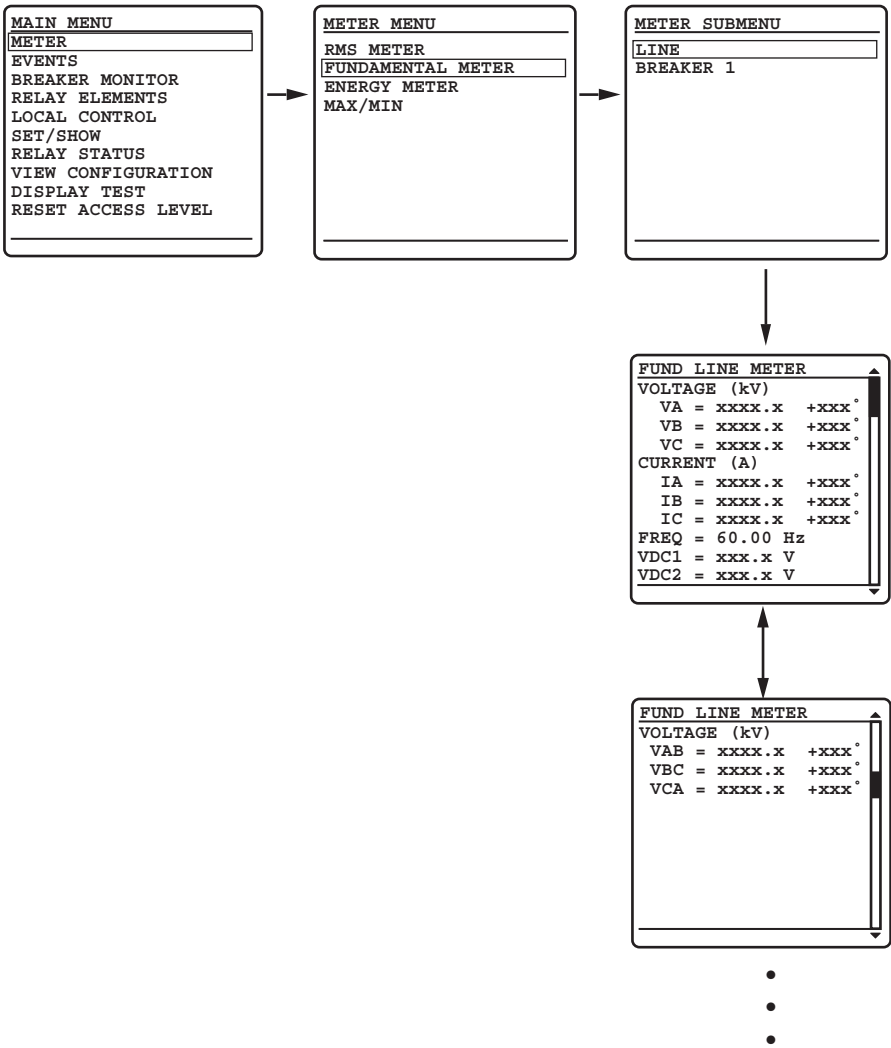 MAIN MENU
METER
EVENTS
BREAKER MONITOR
RELAY ELEMENTS
LOCAL CONTROL
SET/SHOW
RELAY STATUS
VIEW CONFIGURATION
DISPLAY TEST
RESET ACCESS LEVEL
METER MENU
RMS METER
FUNDAMENTAL METER
ENERGY METER
MAX/MIN
METER SUBMENU
LINE
BREAKER 1
FUND LINE METER
VOLTAGE (kV)
VA = xxxx.x +xxx°
VB = xxxx.x +xxx°
VC = xxxx.x +xxx°
CURRENT (A)
IA = xxxx.x +xxx°
IB = xxxx.x +xxx°
IC = xxxx.x +xxx°
FREQ = 60.00 Hz
VDC1 = xxx.x V
VDC2 = xxx.x V
FUND LINE METER
VOLTAGE (kV)
VAB = xxxx.x +xxx°
VBC = xxxx.x +xxx°
VCA = xxxx.x +xxx°